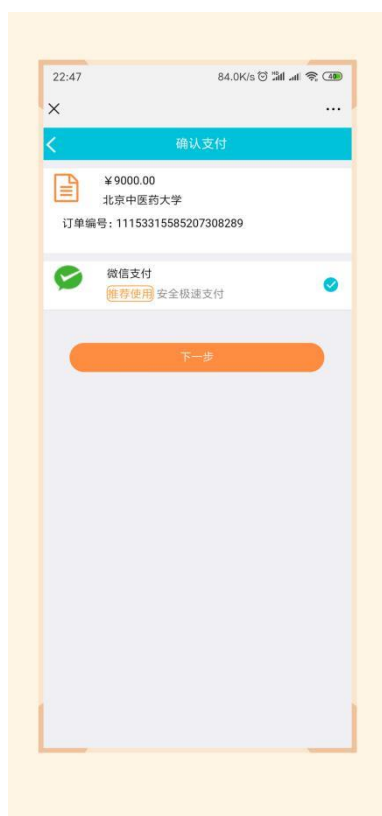 22:47
84.0K/s
40
确认支付
￥9000.00
北京中医药大学
订单编号：11153315585207308289
微信支付
推荐使用 安全极速支付
下一步